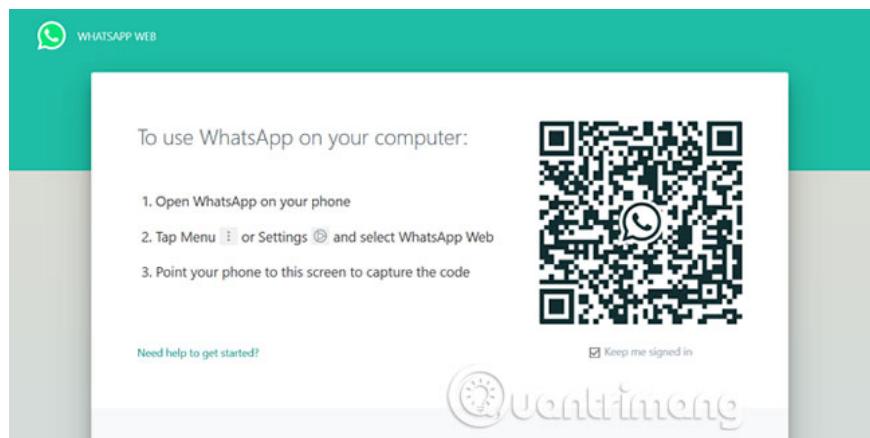 WHATSAPP WEB
To use WhatsApp on your computer:
1. Open WhatsApp on your phone
2. Tap Menu or Settings and select WhatsApp Web
3. Point your phone to this screen to capture the code
Need help to get started?
Keep me signed in
Quantrimang